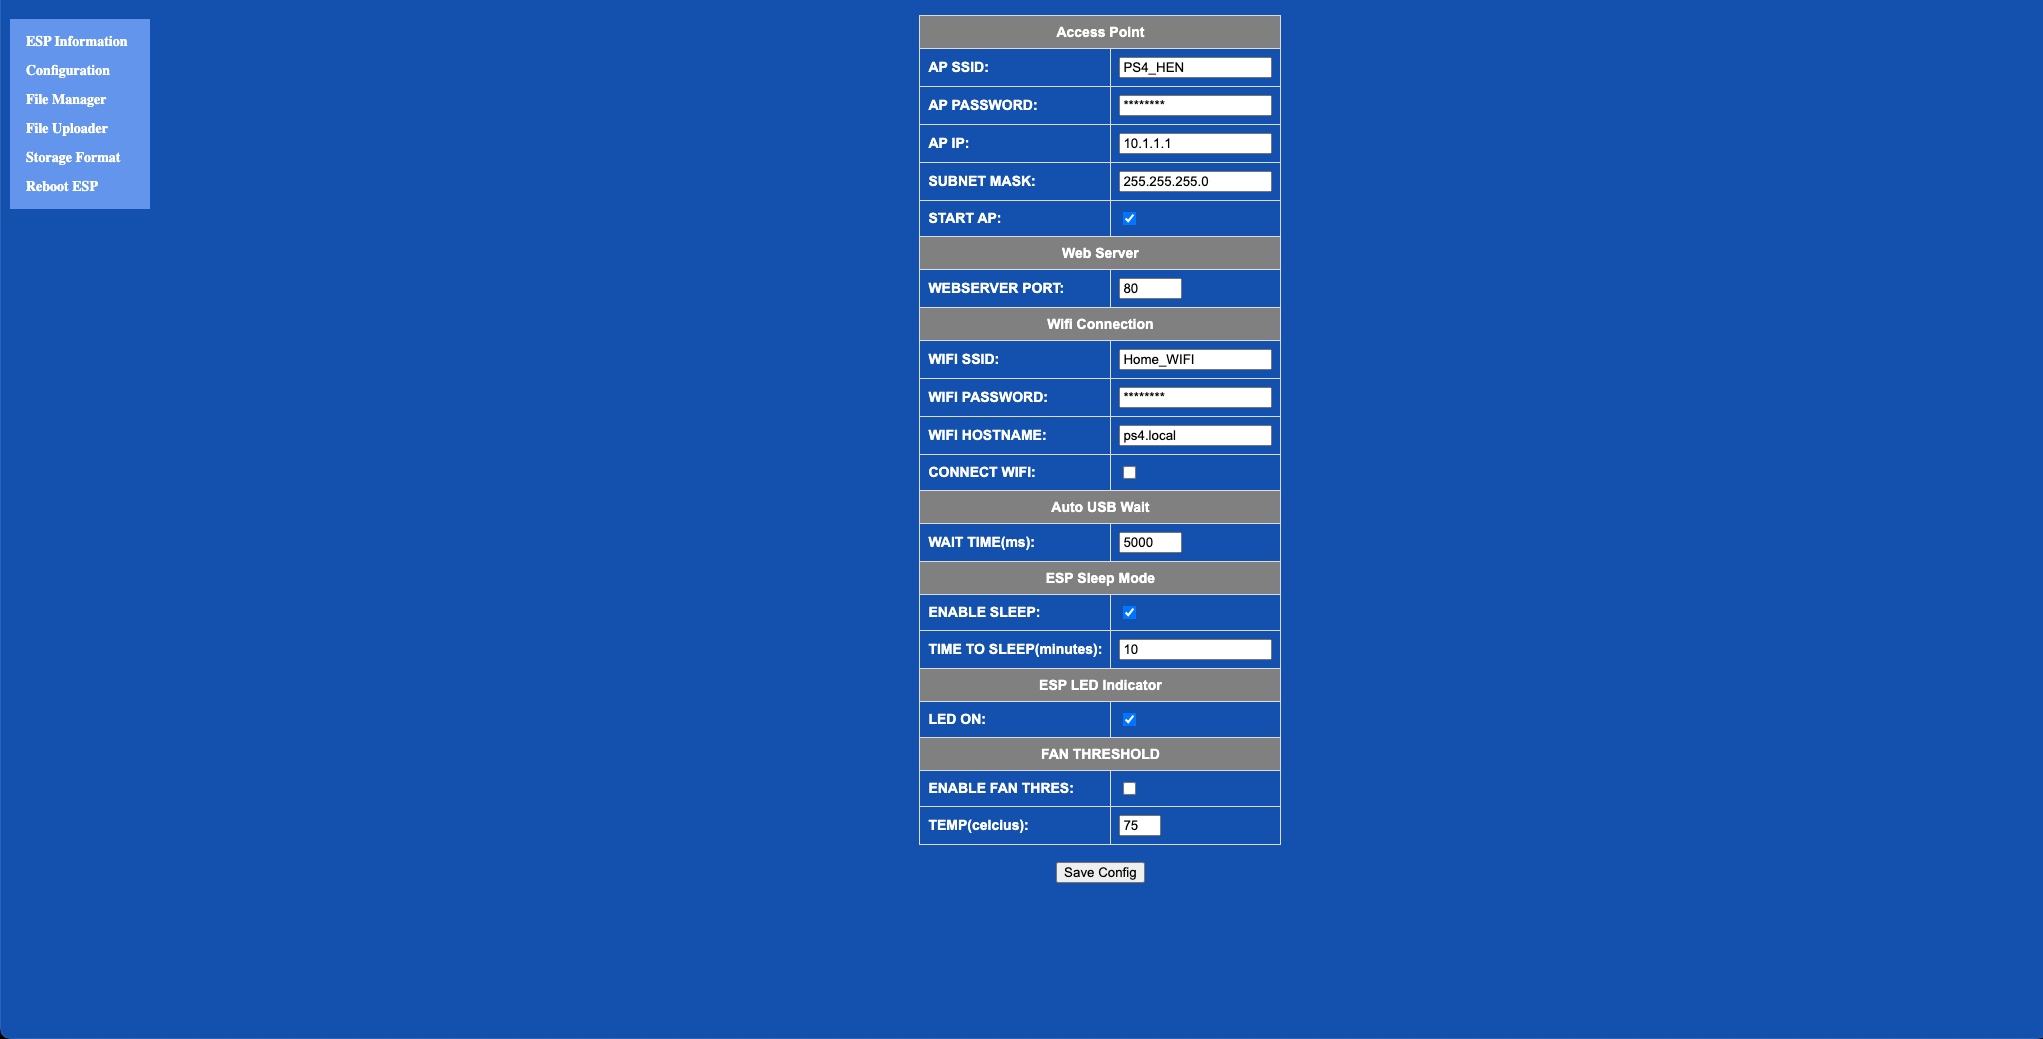 ESP Information
Configuration
File Manager
File Uploader
Storage Format
Reboot ESP
Access Point
AP SSID: PS4_HEN
AP PASSWORD: ********
AP IP: 10.1.1.1
SUBNET MASK: 255.255.255.0
START AP:
Web Server
WEBSERVER PORT: 80
Wifi Connection
WIFI SSID: Home_WIFI
WIFI PASSWORD: ********
WIFI HOSTNAME: ps4.local
CONNECT WIFI:
Auto USB Wait
WAIT TIME(ms): 5000
ESP Sleep Mode
ENABLE SLEEP:
TIME TO SLEEP(minutes): 10
ESP LED Indicator
LED ON:
FAN THRESHOLD
ENABLE FAN THRES:
TEMP(celcius): 75
Save Config